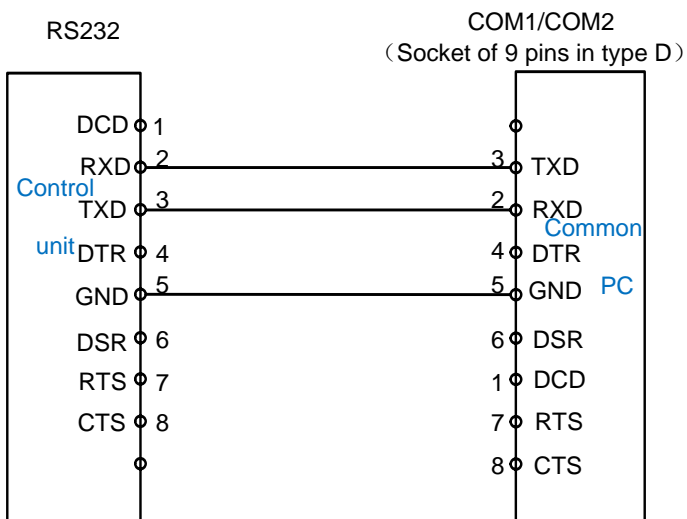 RS232
COM1/COM2
（Socket of 9 pins in type D）
DCD 1
RXD 2
3 TXD
Control
TXD 3
2 RXD
Common
unit
DTR 4
4 DTR
GND 5
5 GND
PC
DSR 6
6 DSR
RTS 7
1 DCD
CTS 8
7 RTS
8 CTS